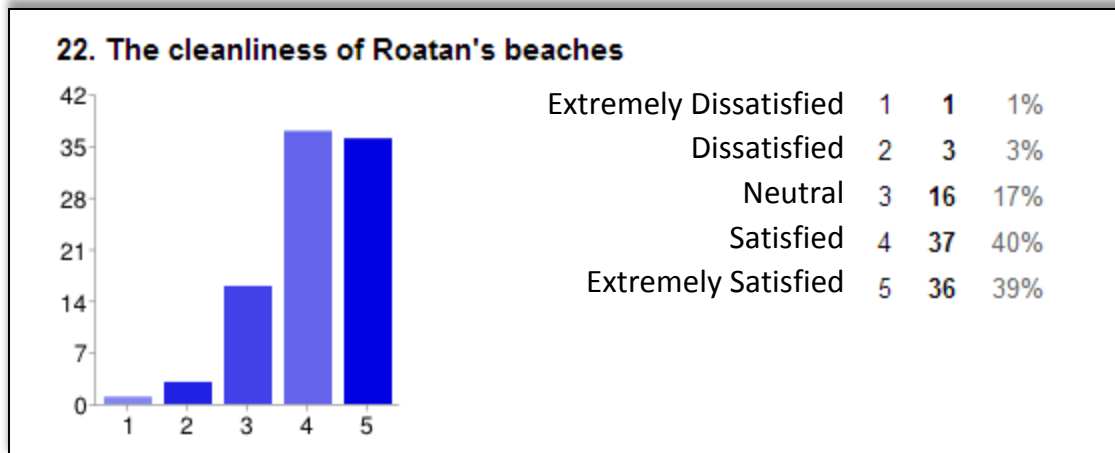 22. The cleanliness of Roatan's beaches
42
35
28
21
14
7
0
1 2 3 4 5
Extremely Dissatisfied 1 1 1%
Dissatisfied 2 3 3%
Neutral 3 16 17%
Satisfied 4 37 40%
Extremely Satisfied 5 36 39%